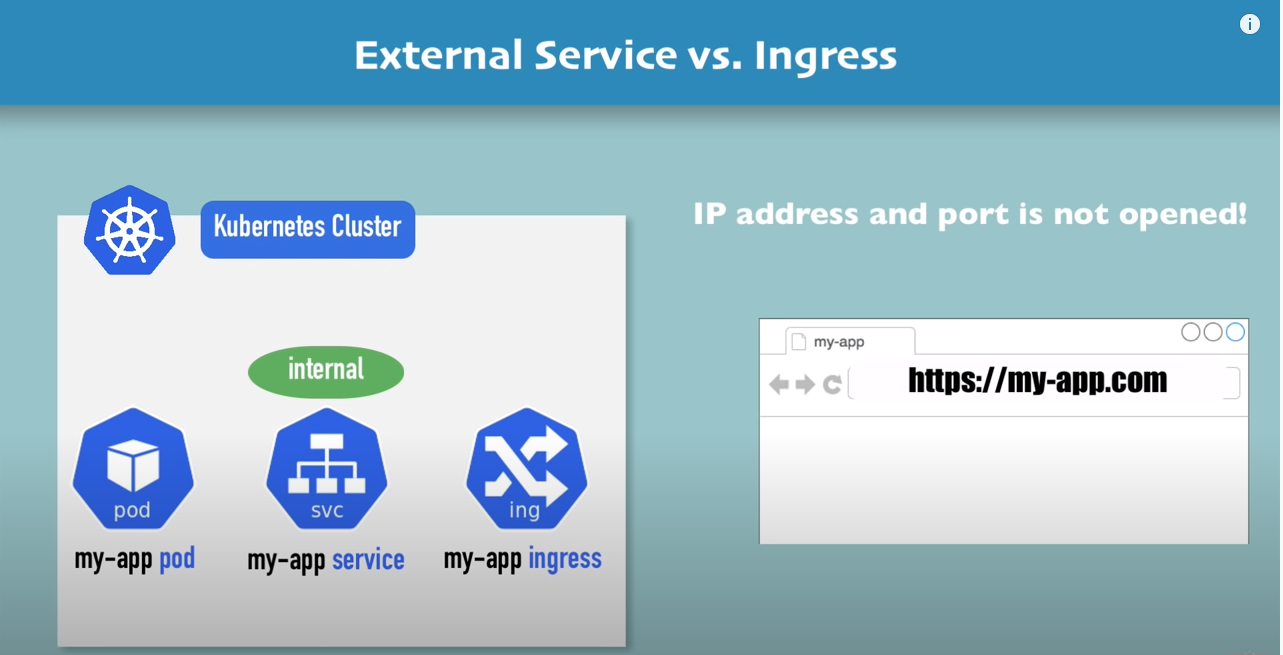 External Service vs. Ingress
i
Kubernetes Cluster
IP address and port is not opened!
my-app
https://my-app.com
internal
pod
svc
ing
my-app pod
my-app service
my-app ingress